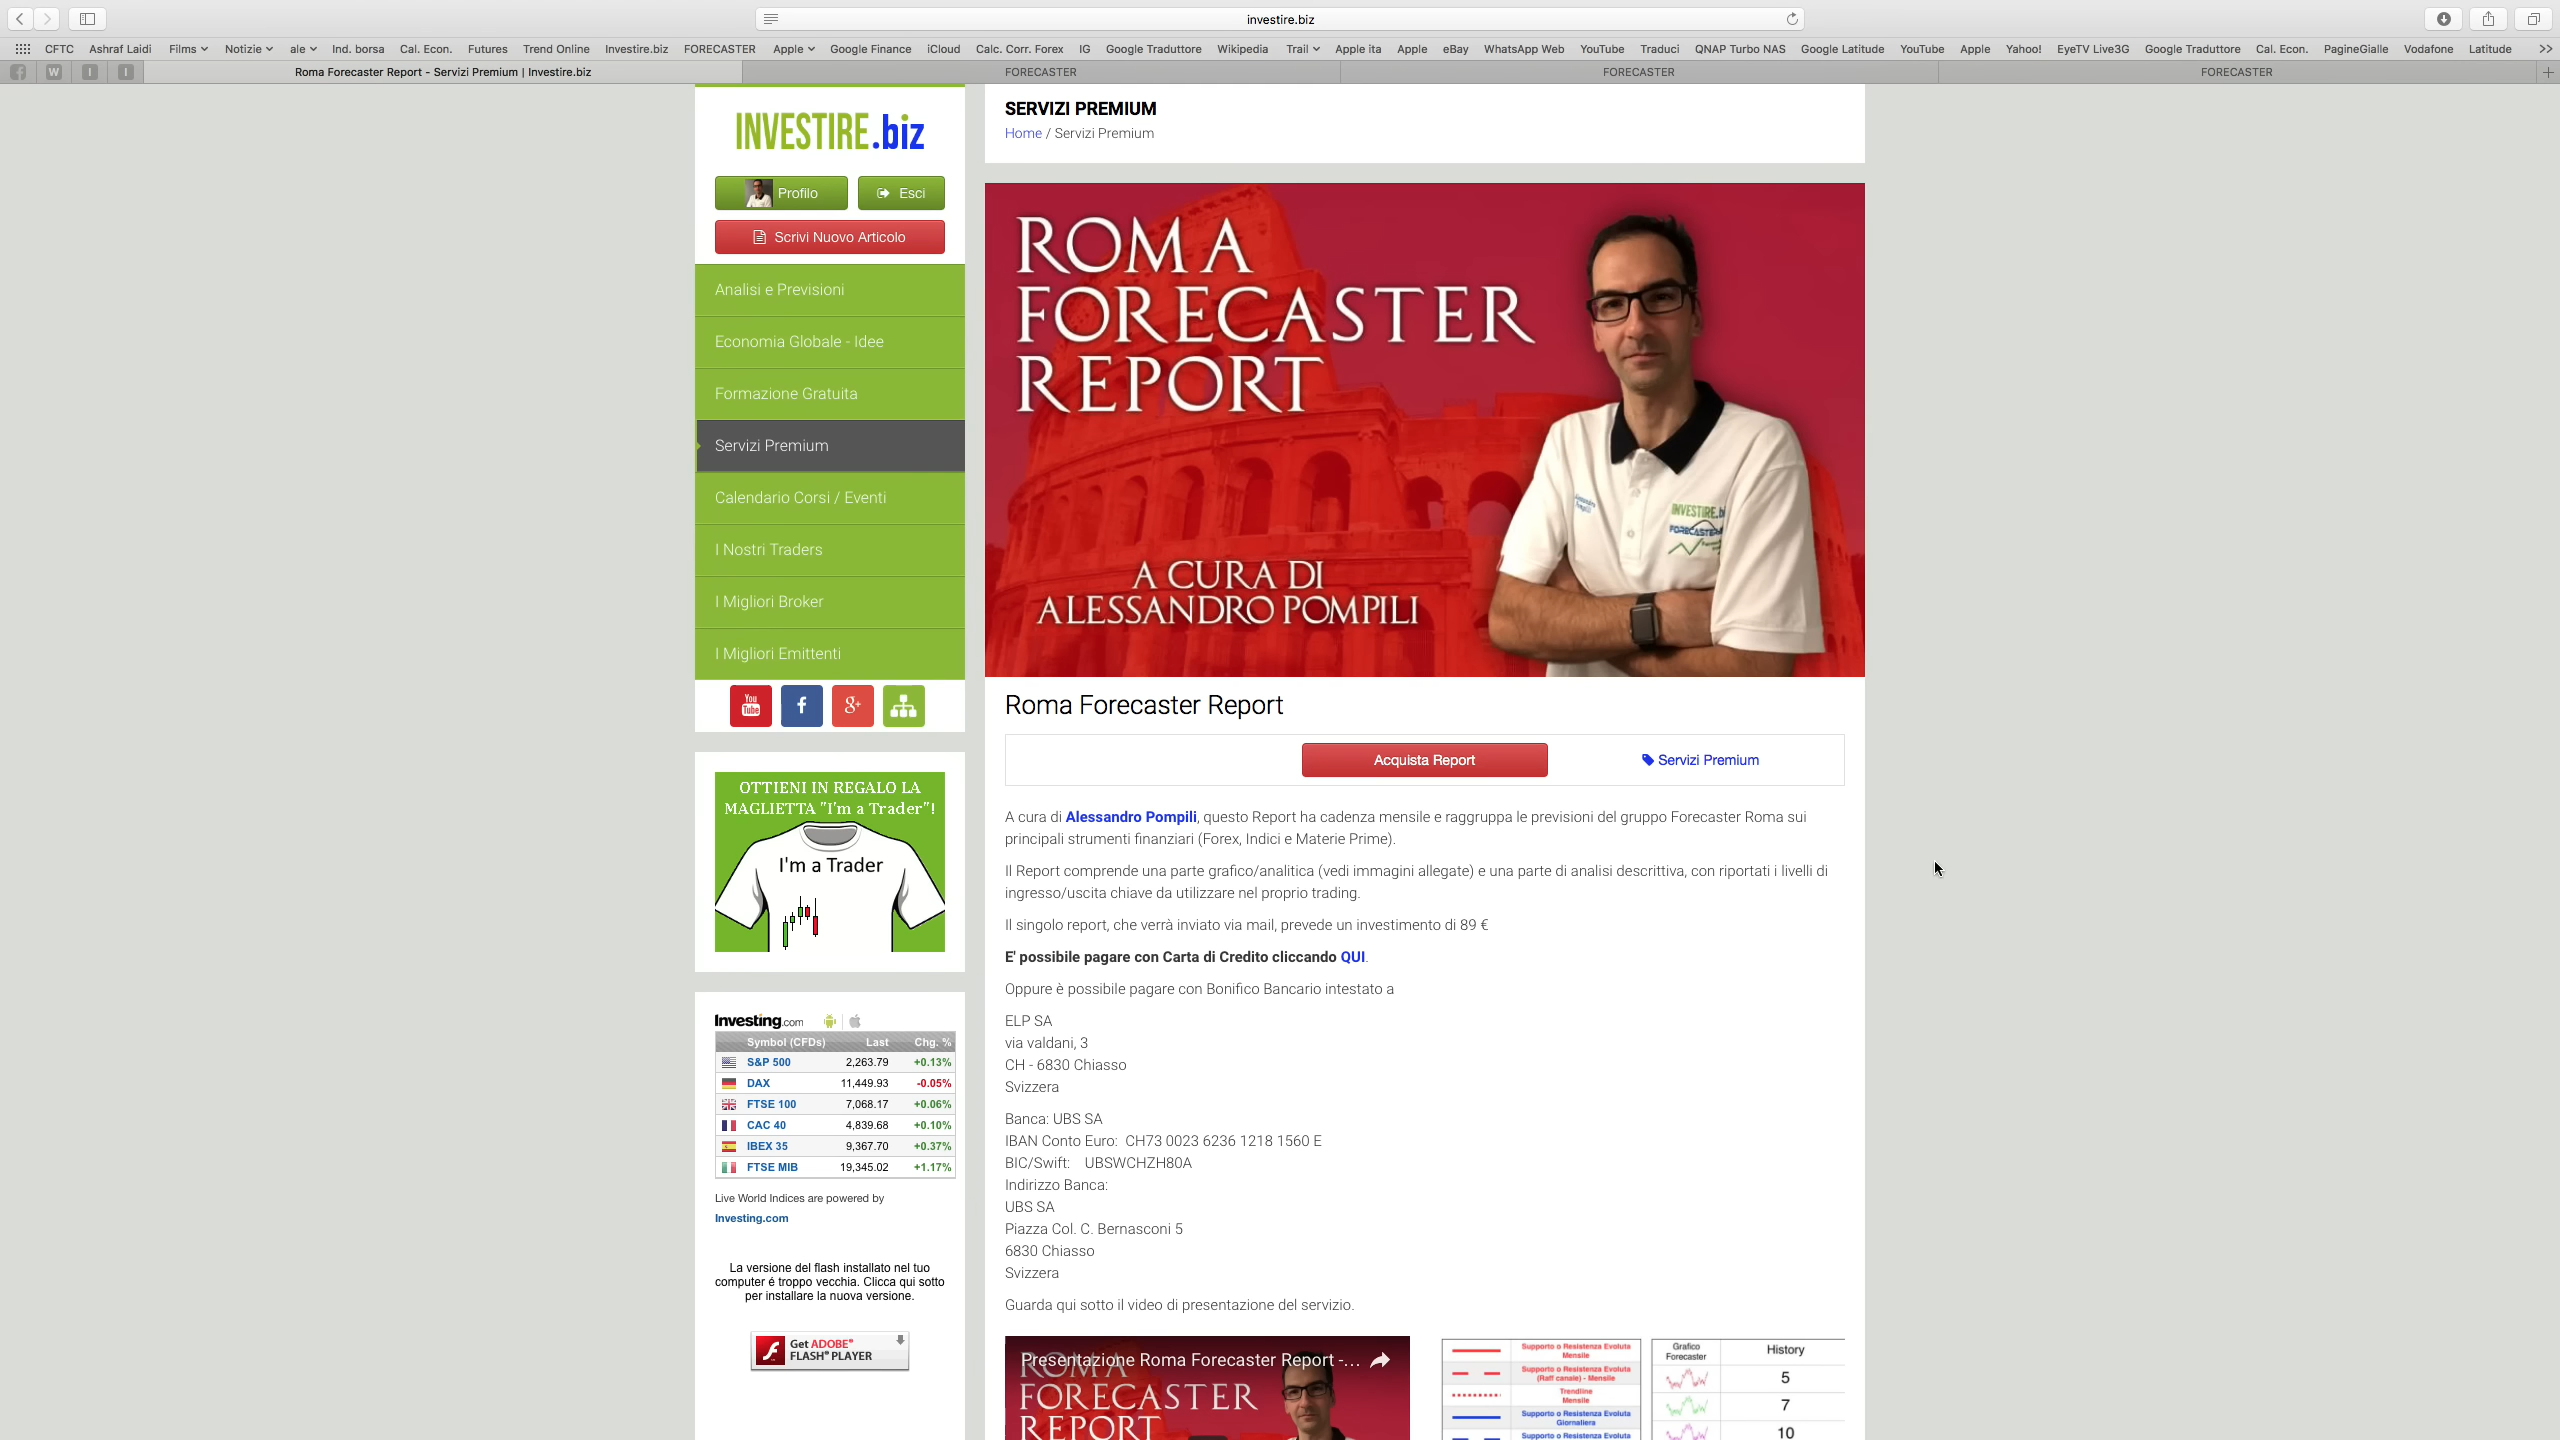 investire.biz
CFTC Ashraf Laidi Films Notizie ale Ind. borsa Cal. Econ. Futures Trend Online Investire.biz FORECASTER Apple Google Finance iCloud Calc. Corr. Forex IG Google Traduttore Wikipedia Trail Apple ita Apple eBay WhatsApp Web YouTube Traduci QNAP Turbo NAS Google Latitude YouTube Apple Yahoo! EyeTV Live3G Google Traduttore Cal. Econ. PagineGialle Vodafone Latitude >>
W I I Roma Forecaster Report - Servizi Premium | Investire.biz FORECASTER FORECASTER FORECASTER
INVESTIRE.biz
Profilo Esci
Scrivi Nuovo Articolo
Analisi e Previsioni
Economia Globale - Idee
Formazione Gratuita
Servizi Premium
Calendario Corsi / Eventi
I Nostri Traders
I Migliori Broker
I Migliori Emittenti
You Tube f g+
OTTIENI IN REGALO LA
MAGLIETTA "I'm a Trader"!
I'm a Trader
Investing.com
Symbol (CFDs) Last Chg. %
S&P 500 2,263.79 +0.13%
DAX 11,449.93 -0.05%
FTSE 100 7,068.17 +0.06%
CAC 40 4,839.68 +0.10%
IBEX 35 9,367.70 +0.37%
FTSE MIB 19,345.02 +1.17%
Live World Indices are powered by
Investing.com
La versione del flash installato nel tuo
computer é troppo vecchia. Clicca qui sotto
per installare la nuova versione.
Get ADOBE®
FLASH® PLAYER
SERVIZI PREMIUM
Home / Servizi Premium
ROMA
FORECASTER
REPORT
A CURA DI
ALESSANDRO POMPILI
Alessandro
Pompili
INVESTIRE.b
FORECASTER
Roma Forecaster Report
Acquista Report Servizi Premium
A cura di Alessandro Pompili, questo Report ha cadenza mensile e raggruppa le previsioni del gruppo Forecaster Roma sui
principali strumenti finanziari (Forex, Indici e Materie Prime).
Il Report comprende una parte grafico/analitica (vedi immagini allegate) e una parte di analisi descrittiva, con riportati i livelli di
ingresso/uscita chiave da utilizzare nel proprio trading.
Il singolo report, che verrà inviato via mail, prevede un investimento di 89 €
E' possibile pagare con Carta di Credito cliccando QUI.
Oppure è possibile pagare con Bonifico Bancario intestato a
ELP SA
via valdani, 3
CH - 6830 Chiasso
Svizzera
Banca: UBS SA
IBAN Conto Euro: CH73 0023 6236 1218 1560 E
BIC/Swift: UBSWCHZH80A
Indirizzo Banca:
UBS SA
Piazza Col. C. Bernasconi 5
6830 Chiasso
Svizzera
Guarda qui sotto il video di presentazione del servizio.
Presentazione Roma Forecaster Report -...
ROMA
FORECASTER
REPORT
Supporto o Resistenza Evoluta
Mensile
Supporto o Resistenza Evoluta
(Raff canale) - Mensile
Trendline
Mensile
Supporto o Resistenza Evoluta
Giornaliera
Supporto o Resistenza Evoluta
Grafico
Forecaster
History
5
7
10